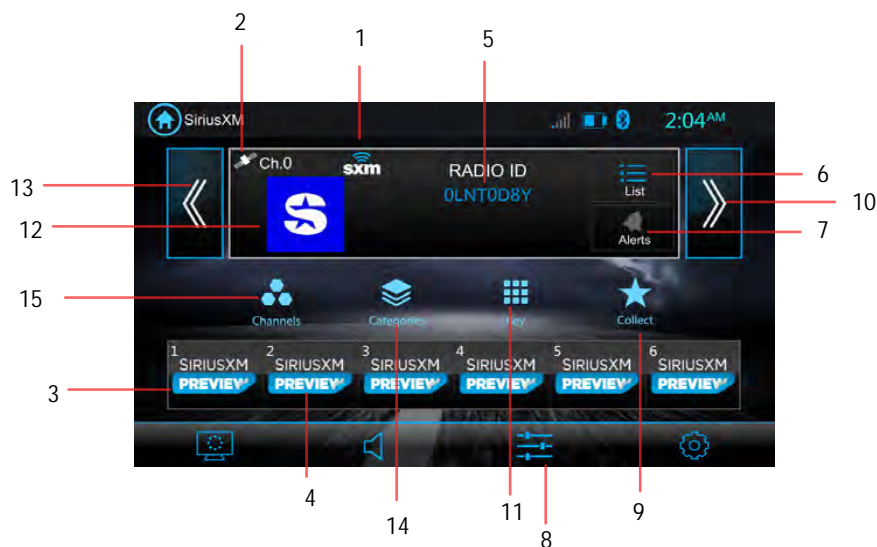 2
1
5
SiriusXM
2:04AM
Ch.0
sxm
RADIO ID
0LNT0D8Y
List
Alerts
13
12
6
10
7
15
Channels
Categories
Key
Collect
1
SIRIUSXM
PREVIEW
2
SIRIUSXM
PREVIEW
3
SIRIUSXM
PREVIEW
4
SIRIUSXM
PREVIEW
5
SIRIUSXM
PREVIEW
6
SIRIUSXM
PREVIEW
3
4
14
11
8
9